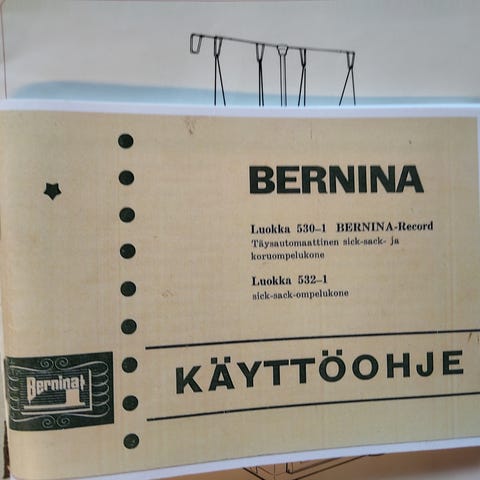 BERNINA
Luokka 530-1 BERNINA-Record
Täysautomaattinen sick-sack- ja
koruompelukone
Luokka 532-1
sick-sack-ompelukone
KÄYTTÖOHJE
Bernina